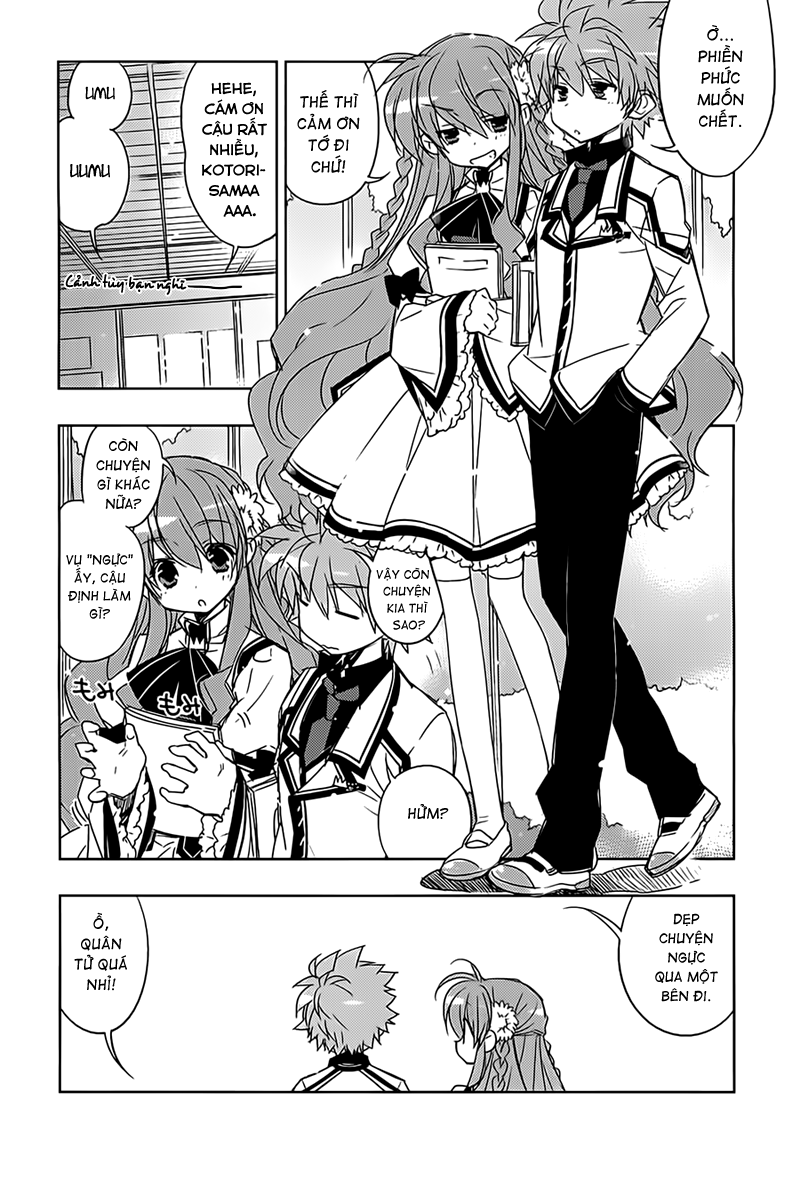 Ờ...
PHIỀN
PHỨC
MUỐN
CHẾT.
THẾ THÌ
CẢM ƠN
TỚ ĐI
CHỨ!
HEHE,
CÁM ƠN
CẬU RẤT
NHIỀU,
KOTORI-
SAMAA
AAA.
UMU
UUMU
Cảnh tùy bạn nghĩ
VẬY CÒN
CHUYỆN
KIA THÌ
SAO?
HỬM?
CÒN
CHUYỆN
GÌ KHÁC
NỮA?
VỤ "NGỰC"
ẤY, CẬU
ĐỊNH LÀM
GÌ?
もみ
もみ
DẸP
CHUYỆN
NGỰC
QUA MỘT
BÊN ĐI.
Ồ,
QUÂN
TỬ QUÁ
NHỈ!